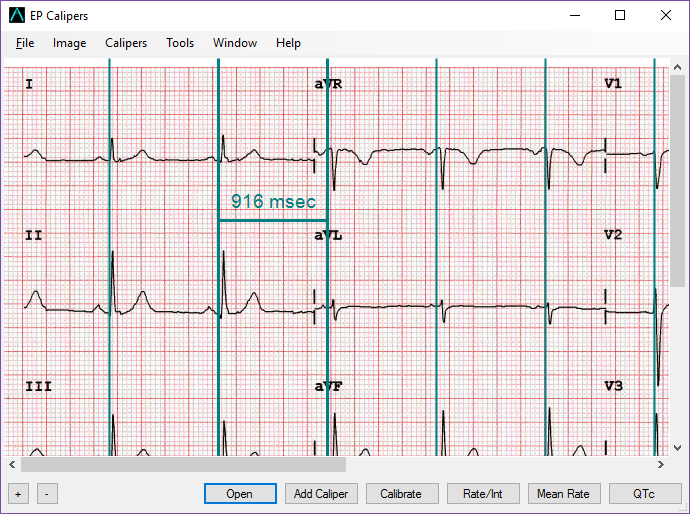 EP Calipers
File Image Calipers Tools Window Help
I aVR V1
916 msec
II aVL V2
III aVF V3
+ - Open Add Caliper Calibrate Rate/Int Mean Rate QTc